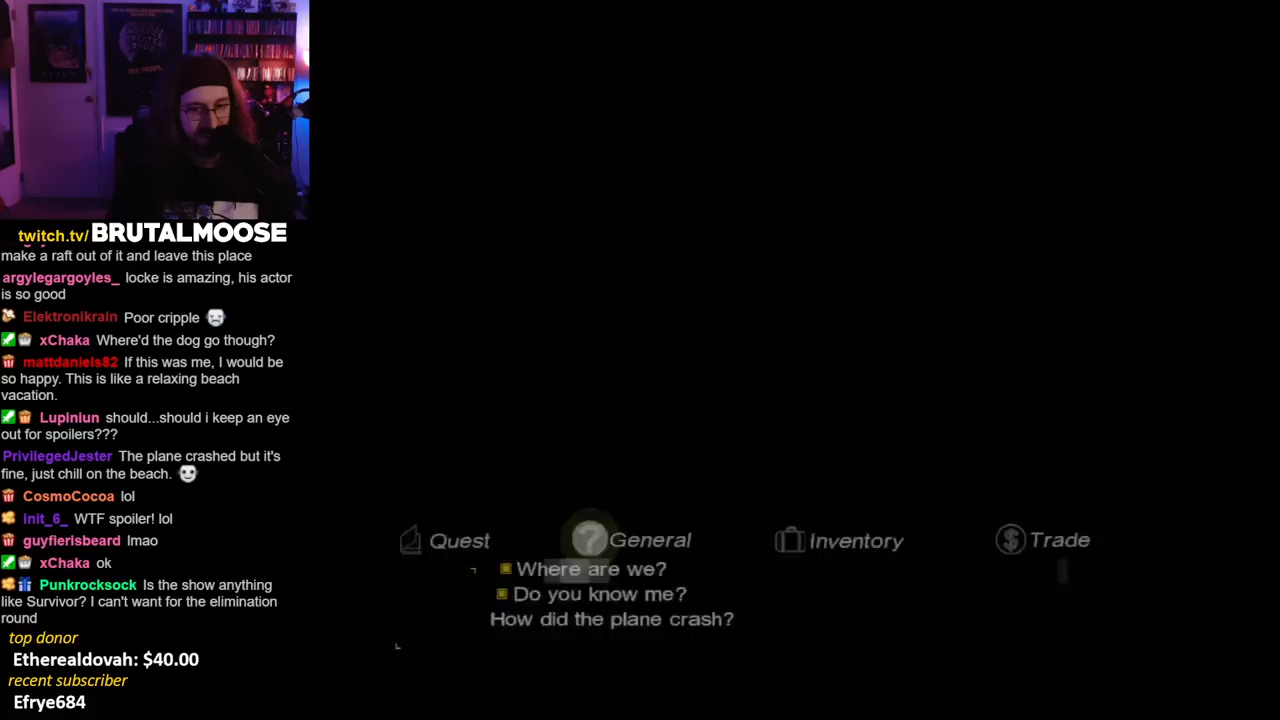 twitch.tv/BRUTALMOOSE
make a raft out of it and leave this place
argylegargoyles_ locke is amazing, his actor
is so good
Elektronikrain Poor cripple
xChaka Where'd the dog go though?
mattdaniels82 If this was me, I would be
so happy. This is like a relaxing beach
vacation.
Lupiniun should...should i keep an eye
out for spoilers???
PrivilegedJester The plane crashed but it's
fine, just chill on the beach.
CosmoCocoa lol
init_6_ WTF spoiler! lol
guyfierisbeard lmao
xChaka ok
Punkrocksock Is the show anything
like Survivor? I can't want for the elimination
round
top donor
Etherealdovah: $40.00
recent subscriber
Efrye684
Quest
General
Inventory
Trade
Where are we?
Do you know me?
How did the plane crash?